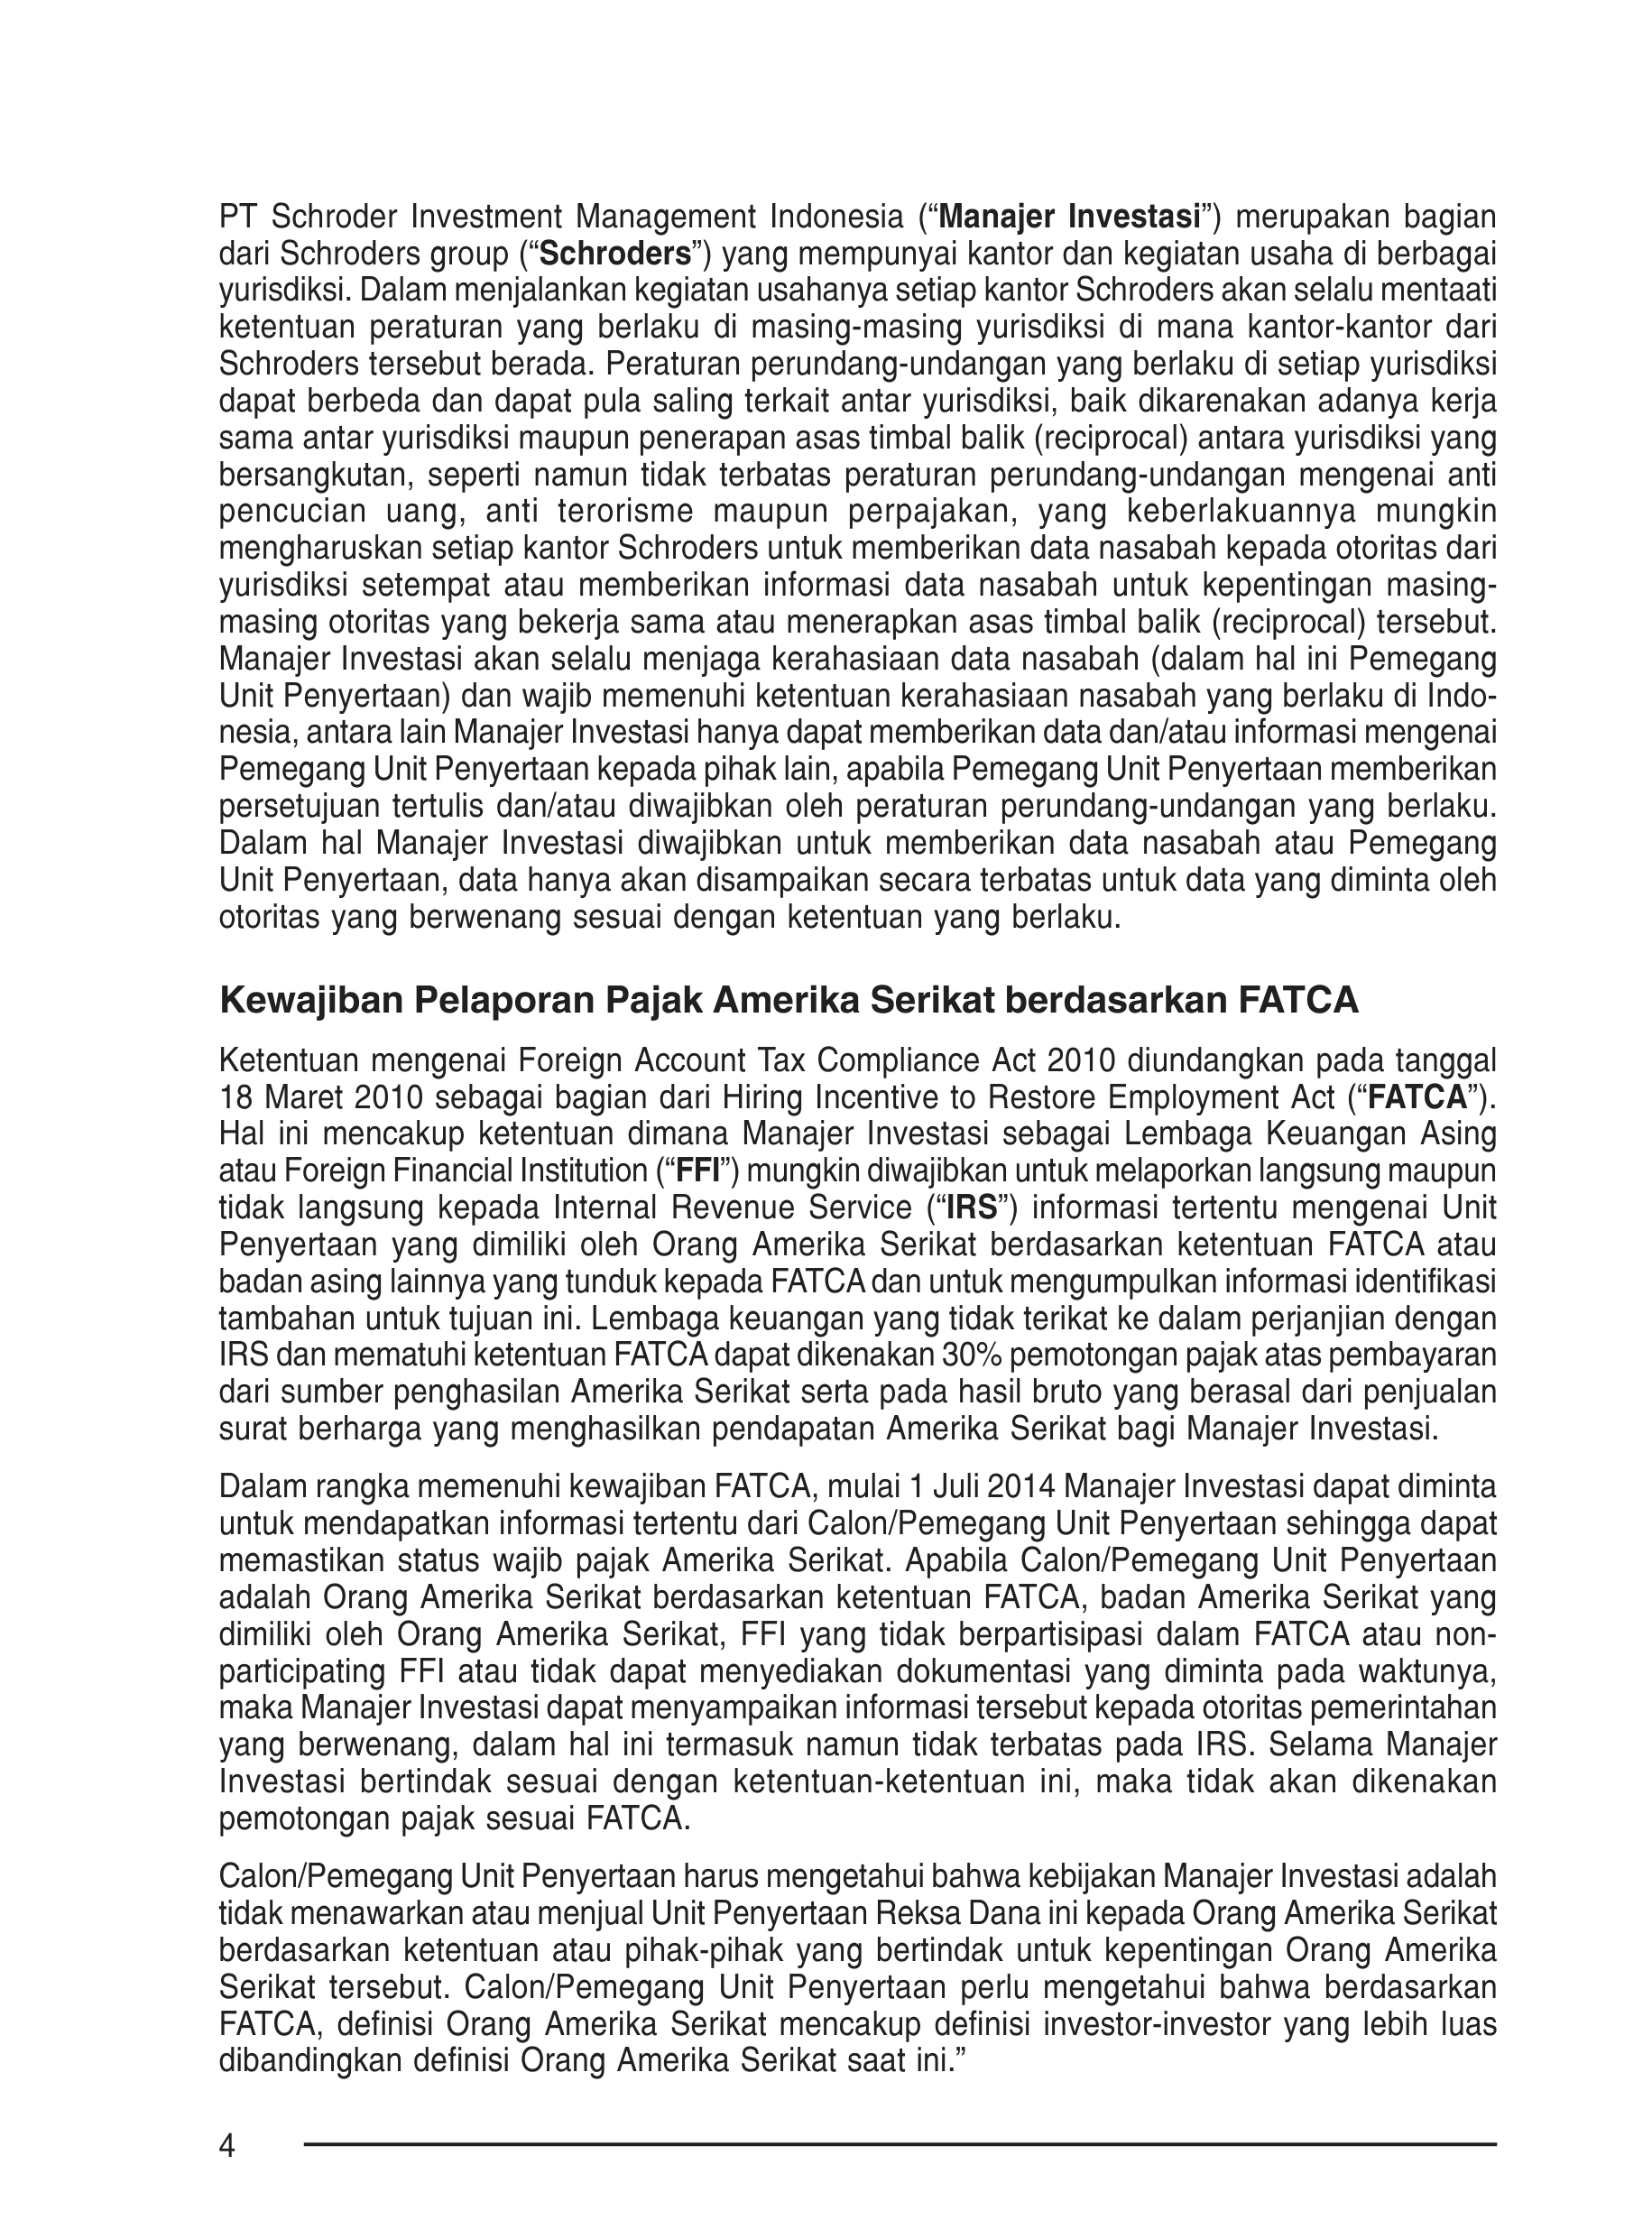 PT Schroder Investment Management Indonesia (“Manajer Investasi”) merupakan bagian
dari Schroders group (“Schroders”) yang mempunyai kantor dan kegiatan usaha di berbagai
yurisdiksi. Dalam menjalankan kegiatan usahanya setiap kantor Schroders akan selalu mentaati
ketentuan peraturan yang berlaku di masing-masing yurisdiksi di mana kantor-kantor dari
Schroders tersebut berada. Peraturan perundang-undangan yang berlaku di setiap yurisdiksi
dapat berbeda dan dapat pula saling terkait antar yurisdiksi, baik dikarenakan adanya kerja
sama antar yurisdiksi maupun penerapan asas timbal balik (reciprocal) antara yurisdiksi yang
bersangkutan, seperti namun tidak terbatas peraturan perundang-undangan mengenai anti
pencucian uang, anti terorisme maupun perpajakan, yang keberlakuannya mungkin
mengharuskan setiap kantor Schroders untuk memberikan data nasabah kepada otoritas dari
yurisdiksi setempat atau memberikan informasi data nasabah untuk kepentingan masing-
masing otoritas yang bekerja sama atau menerapkan asas timbal balik (reciprocal) tersebut.
Manajer Investasi akan selalu menjaga kerahasiaan data nasabah (dalam hal ini Pemegang
Unit Penyertaan) dan wajib memenuhi ketentuan kerahasiaan nasabah yang berlaku di Indo-
nesia, antara lain Manajer Investasi hanya dapat memberikan data dan/atau informasi mengenai
Pemegang Unit Penyertaan kepada pihak lain, apabila Pemegang Unit Penyertaan memberikan
persetujuan tertulis dan/atau diwajibkan oleh peraturan perundang-undangan yang berlaku.
Dalam hal Manajer Investasi diwajibkan untuk memberikan data nasabah atau Pemegang
Unit Penyertaan, data hanya akan disampaikan secara terbatas untuk data yang diminta oleh
otoritas yang berwenang sesuai dengan ketentuan yang berlaku.
Kewajiban Pelaporan Pajak Amerika Serikat berdasarkan FATCA
Ketentuan mengenai Foreign Account Tax Compliance Act 2010 diundangkan pada tanggal
18 Maret 2010 sebagai bagian dari Hiring Incentive to Restore Employment Act (“FATCA”).
Hal ini mencakup ketentuan dimana Manajer Investasi sebagai Lembaga Keuangan Asing
atau Foreign Financial Institution (“FFI”) mungkin diwajibkan untuk melaporkan langsung maupun
tidak langsung kepada Internal Revenue Service (“IRS”) informasi tertentu mengenai Unit
Penyertaan yang dimiliki oleh Orang Amerika Serikat berdasarkan ketentuan FATCA atau
badan asing lainnya yang tunduk kepada FATCA dan untuk mengumpulkan informasi identifikasi
tambahan untuk tujuan ini. Lembaga keuangan yang tidak terikat ke dalam perjanjian dengan
IRS dan mematuhi ketentuan FATCA dapat dikenakan 30% pemotongan pajak atas pembayaran
dari sumber penghasilan Amerika Serikat serta pada hasil bruto yang berasal dari penjualan
surat berharga yang menghasilkan pendapatan Amerika Serikat bagi Manajer Investasi.
Dalam rangka memenuhi kewajiban FATCA, mulai 1 Juli 2014 Manajer Investasi dapat diminta
untuk mendapatkan informasi tertentu dari Calon/Pemegang Unit Penyertaan sehingga dapat
memastikan status wajib pajak Amerika Serikat. Apabila Calon/Pemegang Unit Penyertaan
adalah Orang Amerika Serikat berdasarkan ketentuan FATCA, badan Amerika Serikat yang
dimiliki oleh Orang Amerika Serikat, FFI yang tidak berpartisipasi dalam FATCA atau non-
participating FFI atau tidak dapat menyediakan dokumentasi yang diminta pada waktunya,
maka Manajer Investasi dapat menyampaikan informasi tersebut kepada otoritas pemerintahan
yang berwenang, dalam hal ini termasuk namun tidak terbatas pada IRS. Selama Manajer
Investasi bertindak sesuai dengan ketentuan-ketentuan ini, maka tidak akan dikenakan
pemotongan pajak sesuai FATCA.
Calon/Pemegang Unit Penyertaan harus mengetahui bahwa kebijakan Manajer Investasi adalah
tidak menawarkan atau menjual Unit Penyertaan Reksa Dana ini kepada Orang Amerika Serikat
berdasarkan ketentuan atau pihak-pihak yang bertindak untuk kepentingan Orang Amerika
Serikat tersebut. Calon/Pemegang Unit Penyertaan perlu mengetahui bahwa berdasarkan
FATCA, definisi Orang Amerika Serikat mencakup definisi investor-investor yang lebih luas
dibandingkan definisi Orang Amerika Serikat saat ini.”
4